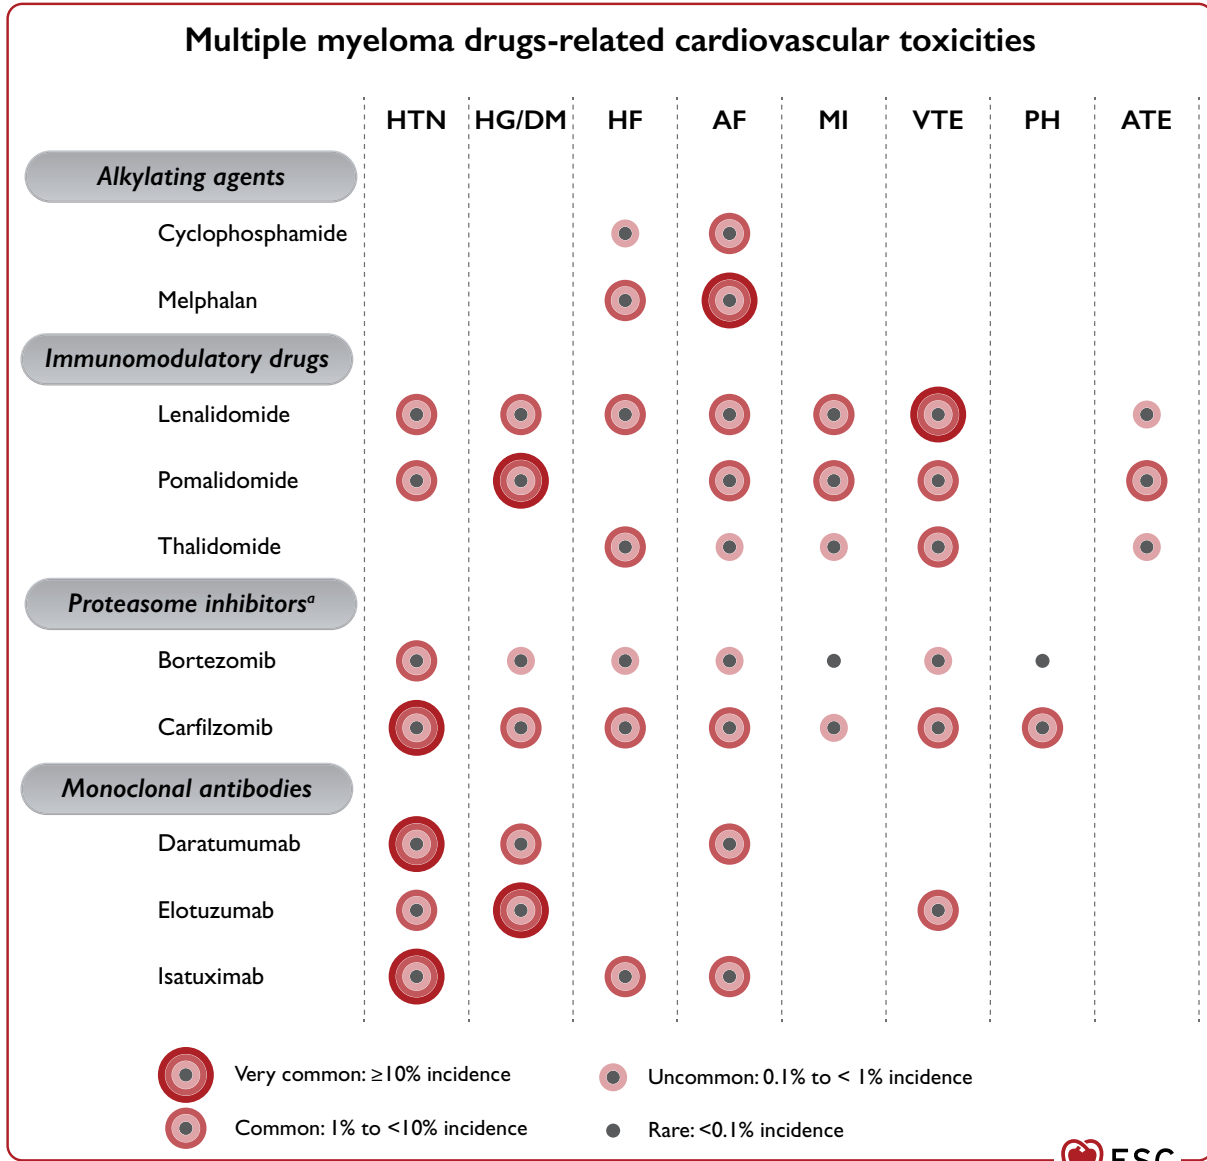 Multiple myeloma drugs-related cardiovascular toxicities
HTN HG/DM HF AF MI VTE PH ATE
Alkylating agents
Cyclophosphamide
Melphalan
Immunomodulatory drugs
Lenalidomide
Pomalidomide
Thalidomide
Proteasome inhibitorsᵃ
Bortezomib
Carfilzomib
Monoclonal antibodies
Daratumumab
Elotuzumab
Isatuximab
Very common: ≥10% incidence
Uncommon: 0.1% to < 1% incidence
Common: 1% to <10% incidence
Rare: <0.1% incidence
ESC